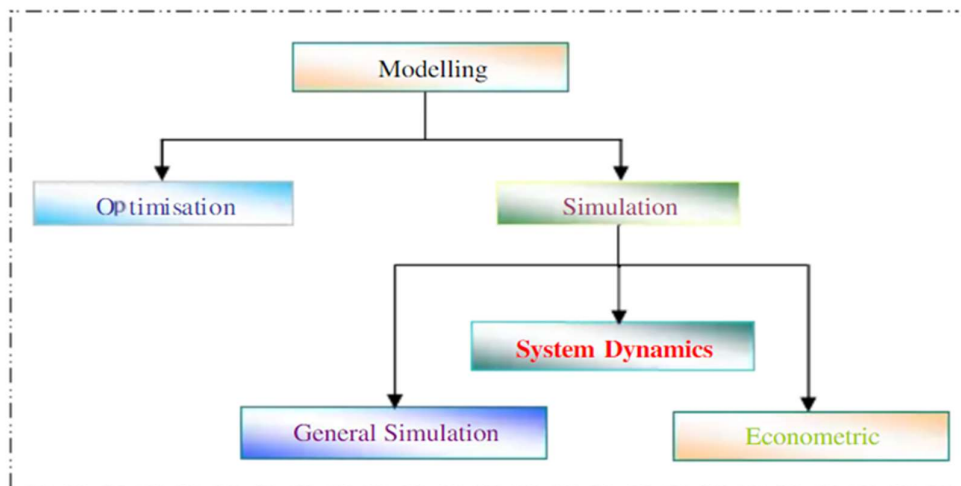 Modelling
Optimisation
Simulation
System Dynamics
General Simulation
Econometric